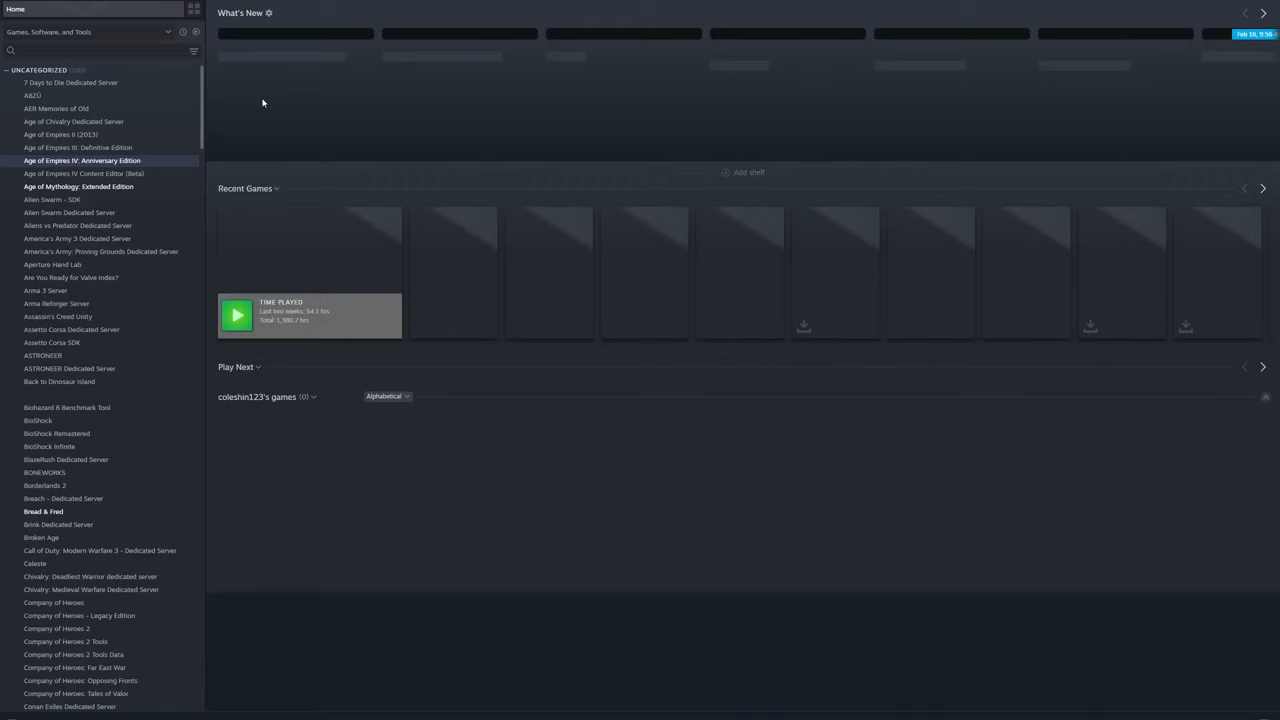 Home
Games, Software, and Tools
UNCATEGORIZED
7 Days to Die Dedicated Server
ABZÛ
AER Memories of Old
Age of Chivalry Dedicated Server
Age of Empires II (2013)
Age of Empires III: Definitive Edition
Age of Empires IV: Anniversary Edition
Age of Empires IV Content Editor (Beta)
Age of Mythology: Extended Edition
Alien Swarm - SDK
Alien Swarm Dedicated Server
Aliens vs Predator Dedicated Server
America's Army 3 Dedicated Server
America's Army: Proving Grounds Dedicated Server
Aperture Hand Lab
Are You Ready for Valve Index?
Arma 3 Server
Arma Reforger Server
Assassin's Creed Unity
Assetto Corsa Dedicated Server
Assetto Corsa SDK
ASTRONEER
ASTRONEER Dedicated Server
Back to Dinosaur Island
Biohazard 6 Benchmark Tool
BioShock
BioShock Remastered
BioShock Infinite
BlazeRush Dedicated Server
BONEWORKS
Borderlands 2
Breach - Dedicated Server
Bread & Fred
Brink Dedicated Server
Broken Age
Call of Duty: Modern Warfare 3 - Dedicated Server
Celeste
Chivalry: Deadliest Warrior dedicated server
Chivalry: Medieval Warfare Dedicated Server
Company of Heroes
Company of Heroes - Legacy Edition
Company of Heroes 2
Company of Heroes 2 Tools
Company of Heroes 2 Tools Data
Company of Heroes: Far East War
Company of Heroes: Opposing Fronts
Company of Heroes: Tales of Valor
Conan Exiles Dedicated Server
What's New
Feb 16, 9:56
Add shelf
Recent Games
TIME PLAYED
Last two weeks: 54.1 hrs
Total: 1,380.7 hrs
Play Next
coleshin123's games (0)
Alphabetical